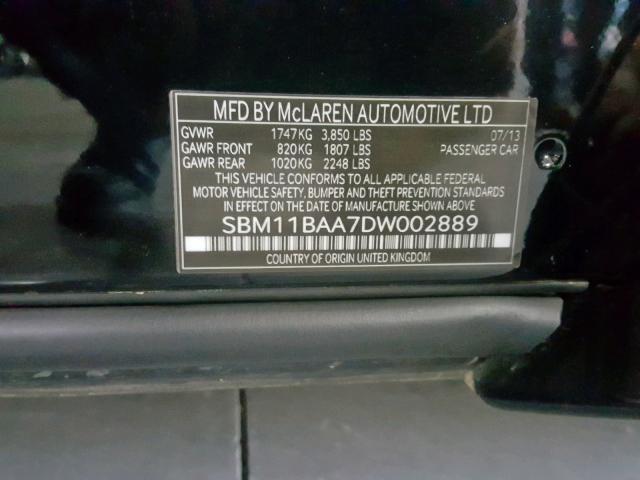 MFD BY McLAREN AUTOMOTIVE LTD
GVWR 1747KG 3,850 LBS 07/13
GAWR FRONT 820KG 1807 LBS PASSENGER CAR
GAWR REAR 1020KG 2248 LBS
THIS VEHICLE CONFORMS TO ALL APPLICABLE FEDERAL
MOTOR VEHICLE SAFETY, BUMPER AND THEFT PREVENTION STANDARDS
IN EFFECT ON THE DATE OF MANUFACTURE SHOWN ABOVE
SBM11BAA7DW002889
COUNTRY OF ORIGIN UNITED KINGDOM